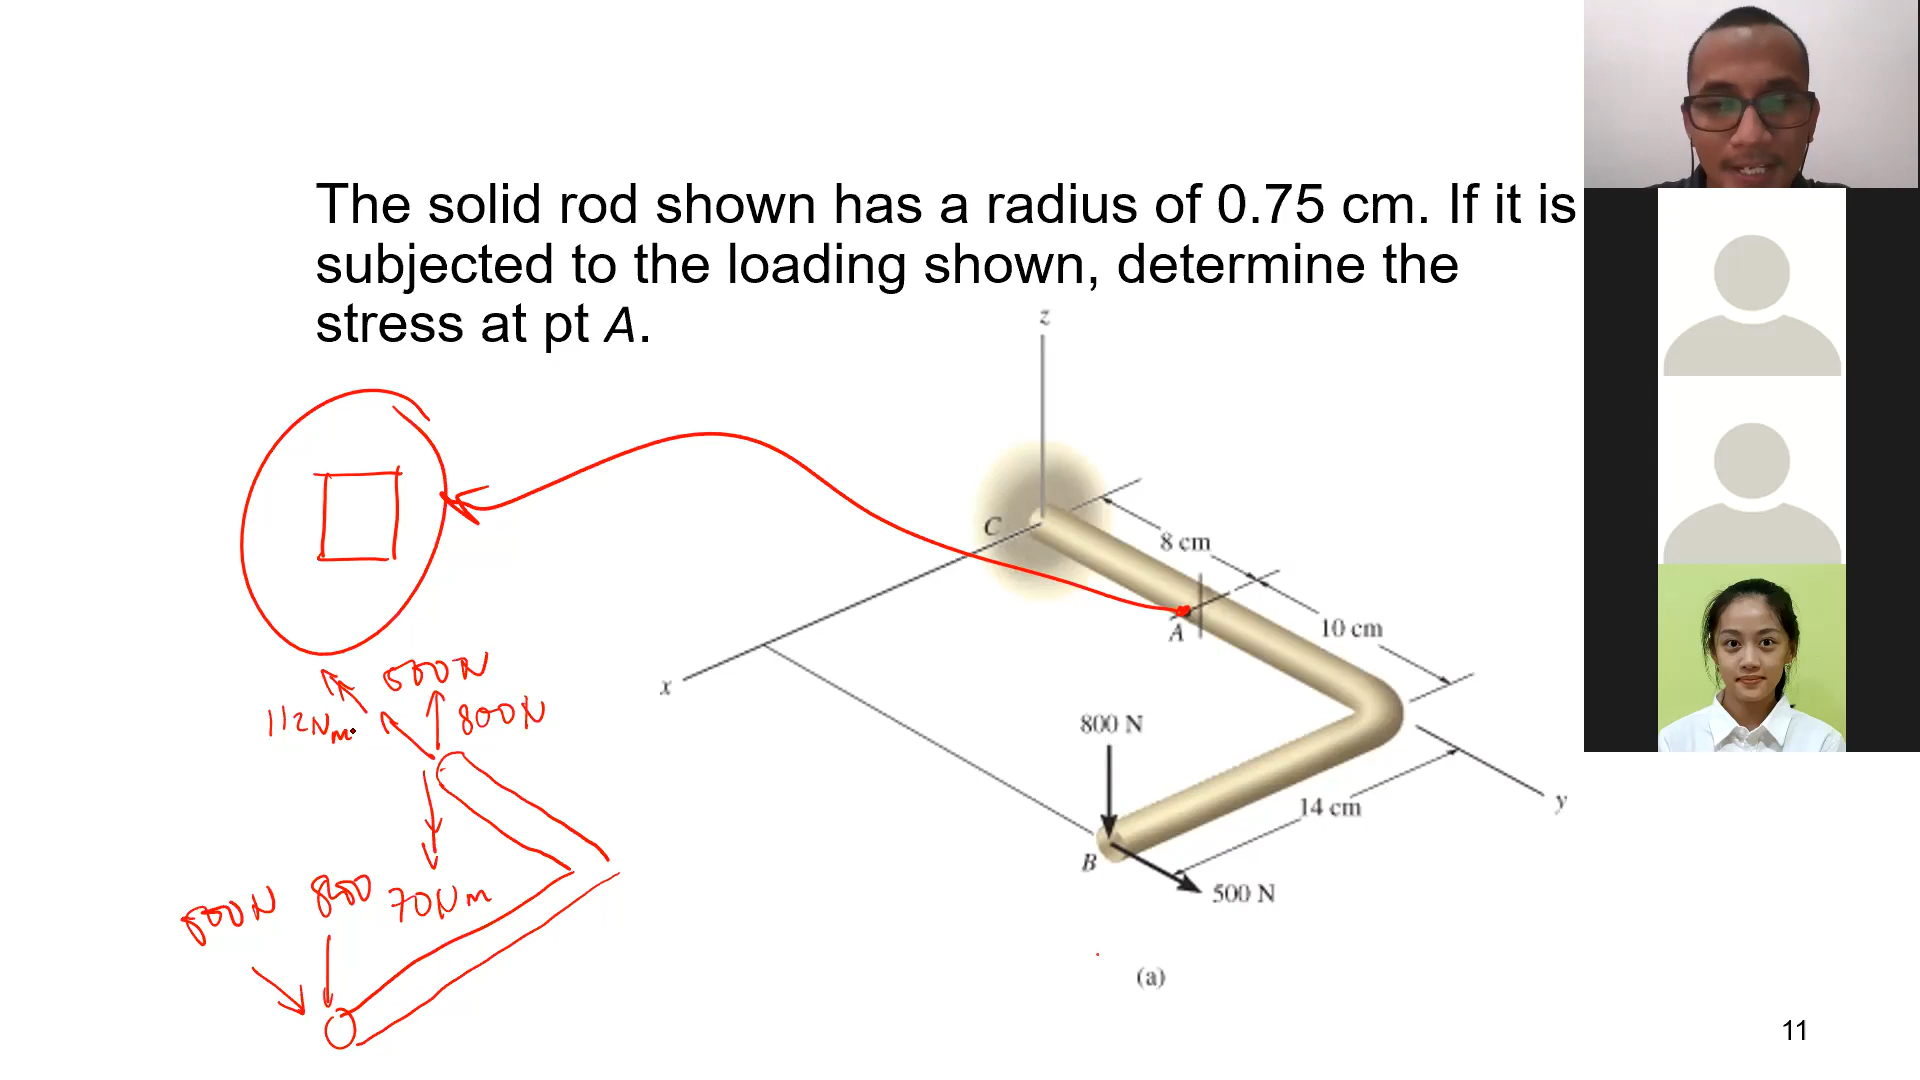 The solid rod shown has a radius of 0.75 cm. If it is
subjected to the loading shown, determine the
stress at pt A.
z
C
8 cm
A
10 cm
x
500N
112Nm
800N
800 N
y
14 cm
B
500 N
500N
800
70Nm
(a)
11